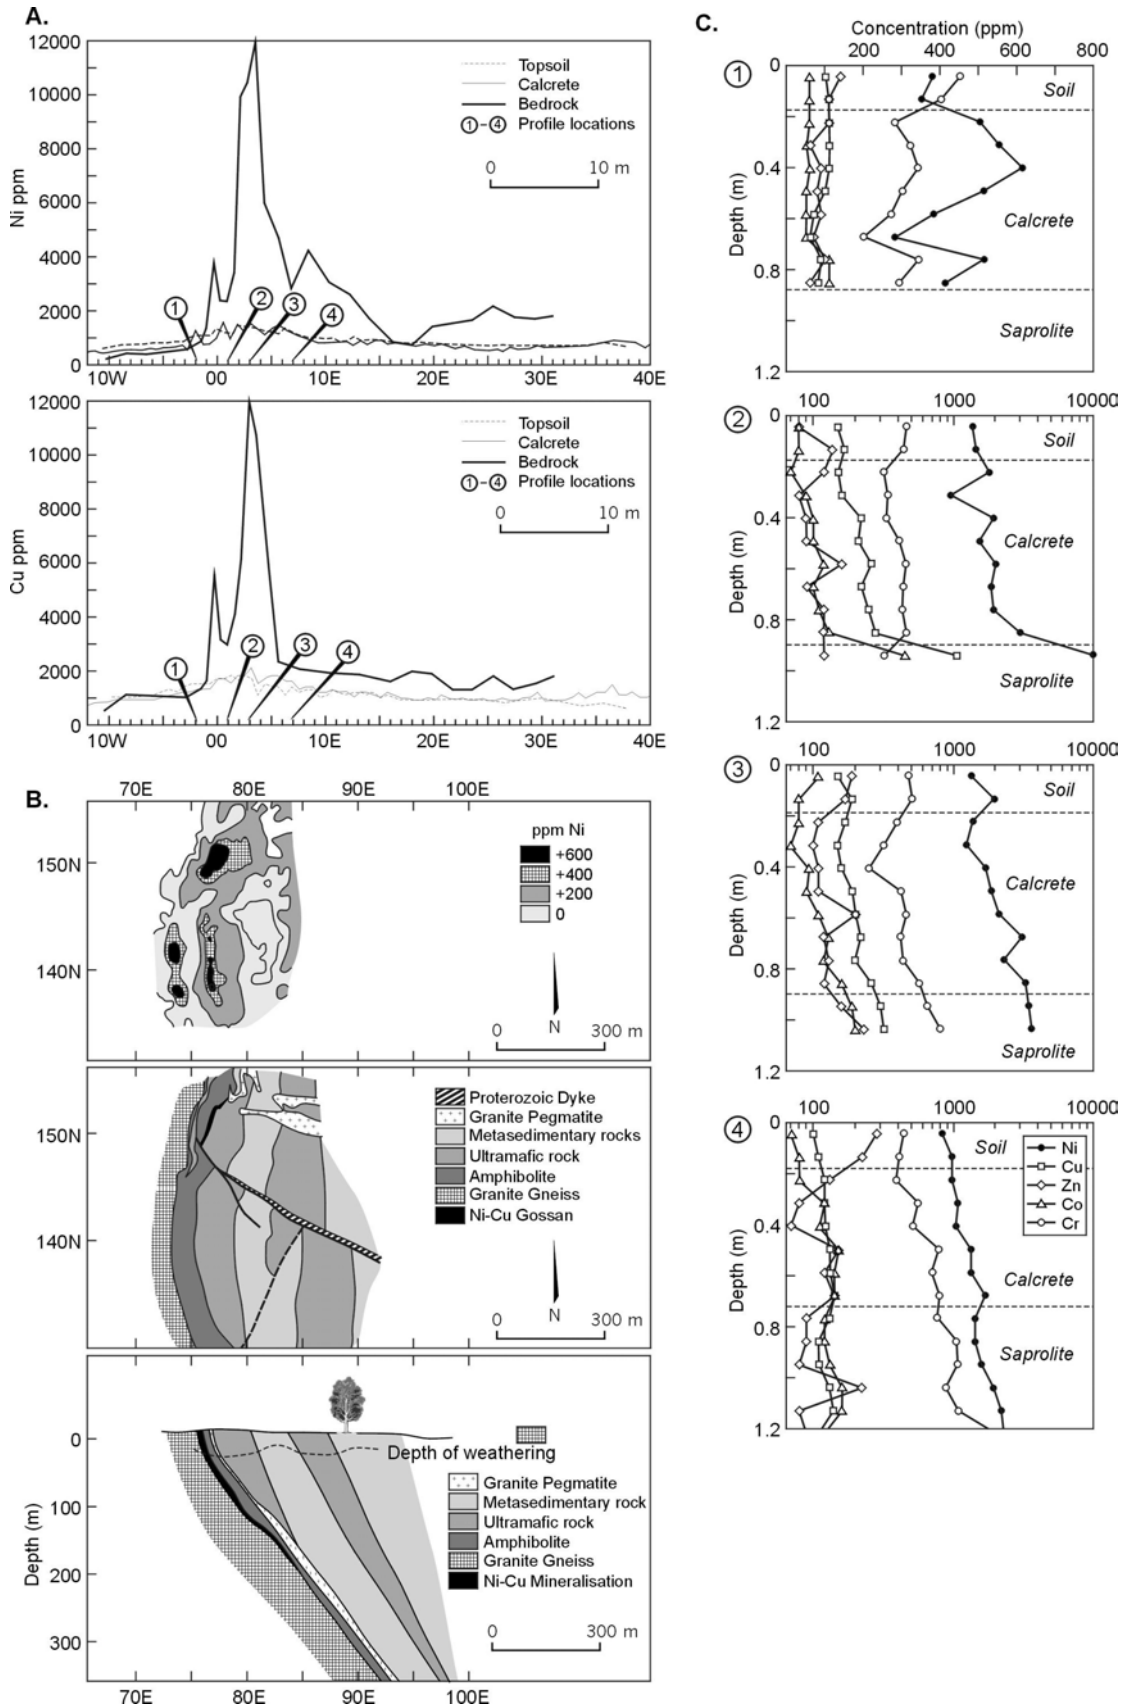 A.
12000
10000
8000
6000
4000
2000
0
Ni ppm
Topsoil
Calcrete
Bedrock
1 - 4 Profile locations
0 10 m
1 2 3 4
10W 00 10E 20E 30E 40E
12000
10000
8000
6000
4000
2000
0
Cu ppm
Topsoil
Calcrete
Bedrock
1 - 4 Profile locations
0 10 m
1 2 3 4
10W 00 10E 20E 30E 40E
B.
70E 80E 90E 100E
150N
140N
ppm Ni
+600
+400
+200
0
N
0 300 m
150N
140N
Proterozoic Dyke
Granite Pegmatite
Metasedimentary rocks
Ultramafic rock
Amphibolite
Granite Gneiss
Ni-Cu Gossan
N
0 300 m
0
100
200
300
Depth (m)
Depth of weathering
Granite Pegmatite
Metasedimentary rock
Ultramafic rock
Amphibolite
Granite Gneiss
Ni-Cu Mineralisation
0 300 m
70E 80E 90E 100E
C.
Concentration (ppm)
200 400 600 800
1
0
0.4
0.8
1.2
Depth (m)
Soil
Calcrete
Saprolite
100 1000 10000
2
0
0.4
0.8
1.2
Depth (m)
Soil
Calcrete
Saprolite
100 1000 10000
3
0
0.4
0.8
1.2
Depth (m)
Soil
Calcrete
Saprolite
100 1000 10000
4
0
0.4
0.8
1.2
Depth (m)
Soil
Calcrete
Saprolite
Ni
Cu
Zn
Co
Cr